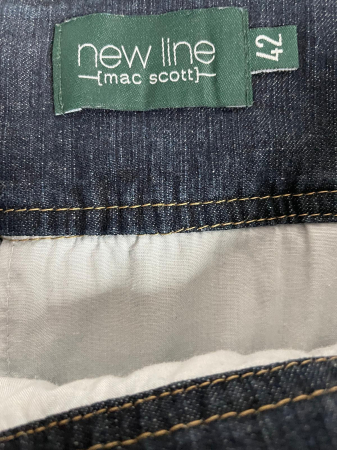 new line
{mac scott}
42